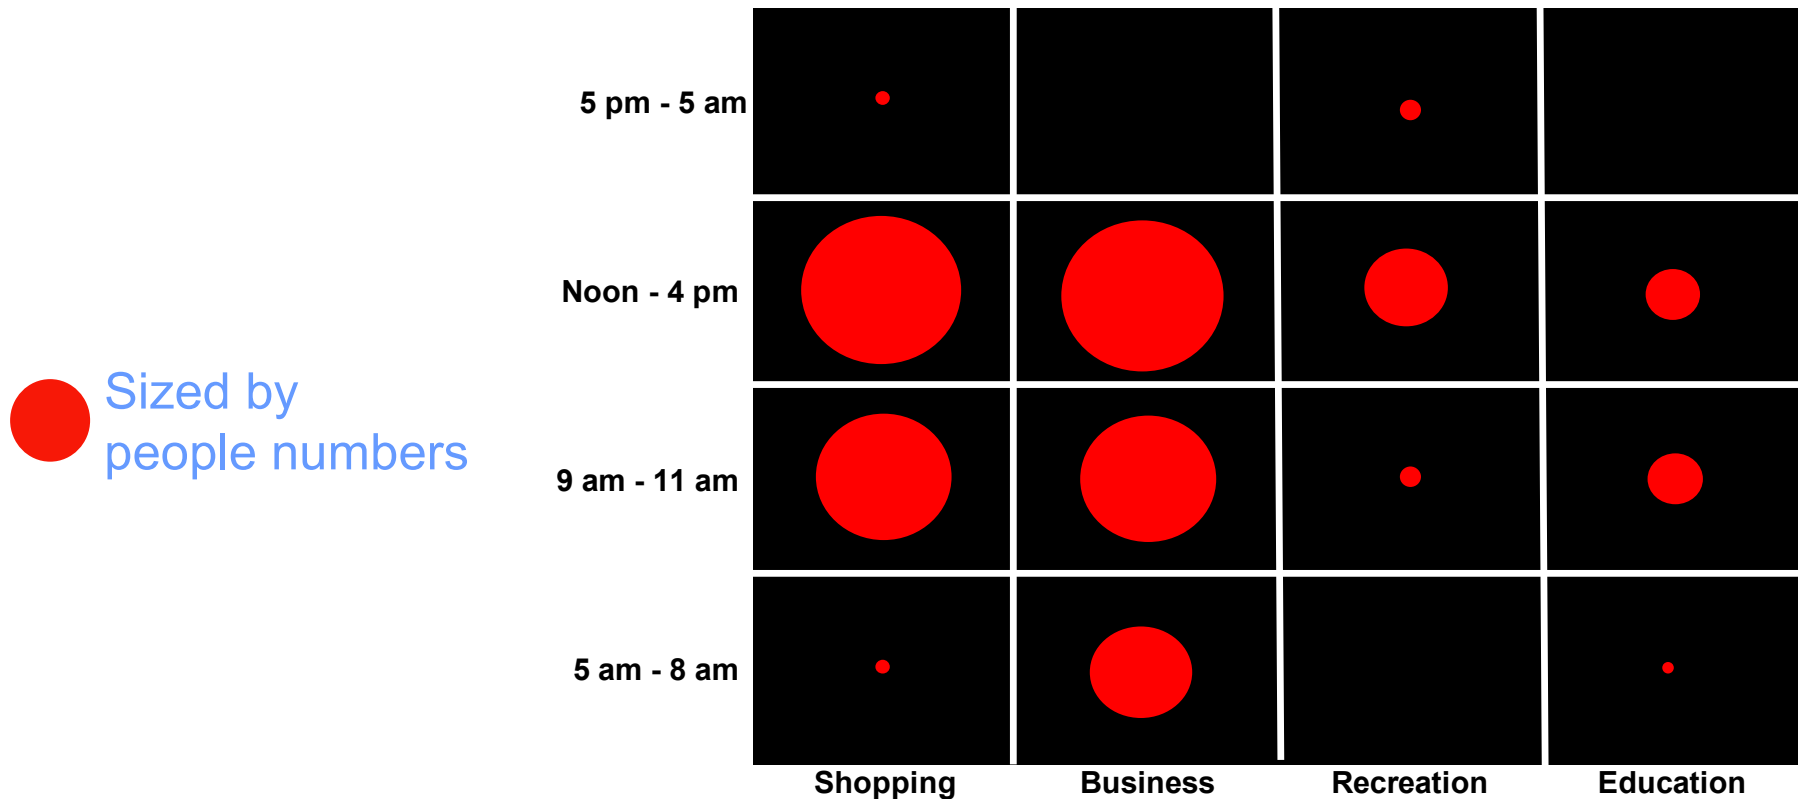 5 pm - 5 am
Noon - 4 pm
Sized by
people numbers
9 am - 11 am
5 am - 8 am
Shopping
Business
Recreation
Education